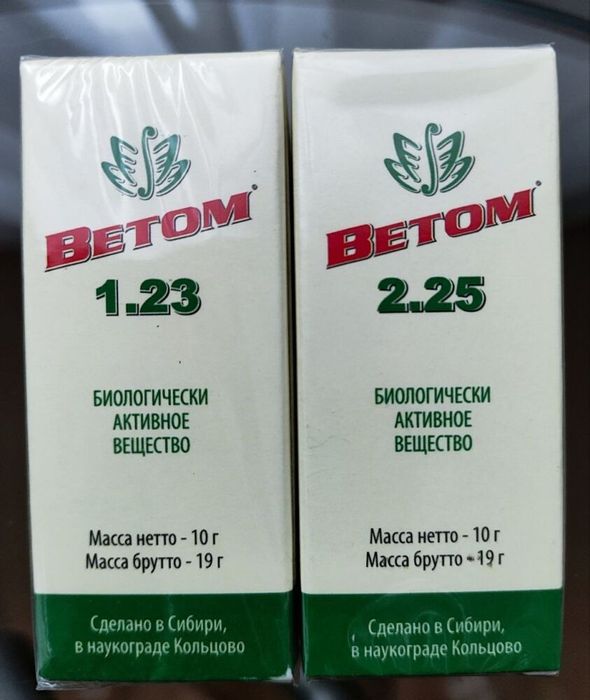 Ветом
1.23
БИОЛОГИЧЕСКИ
АКТИВНОЕ
ВЕЩЕСТВО
Масса нетто - 10 г
Масса брутто - 19 г
Сделано в Сибири,
в наукограде Кольцово
Ветом
2.25
БИОЛОГИЧЕСКИ
АКТИВНОЕ
ВЕЩЕСТВО
Масса нетто - 10 г
Масса брутто - 19 г
Сделано в Сибири,
в наукограде Кольцово